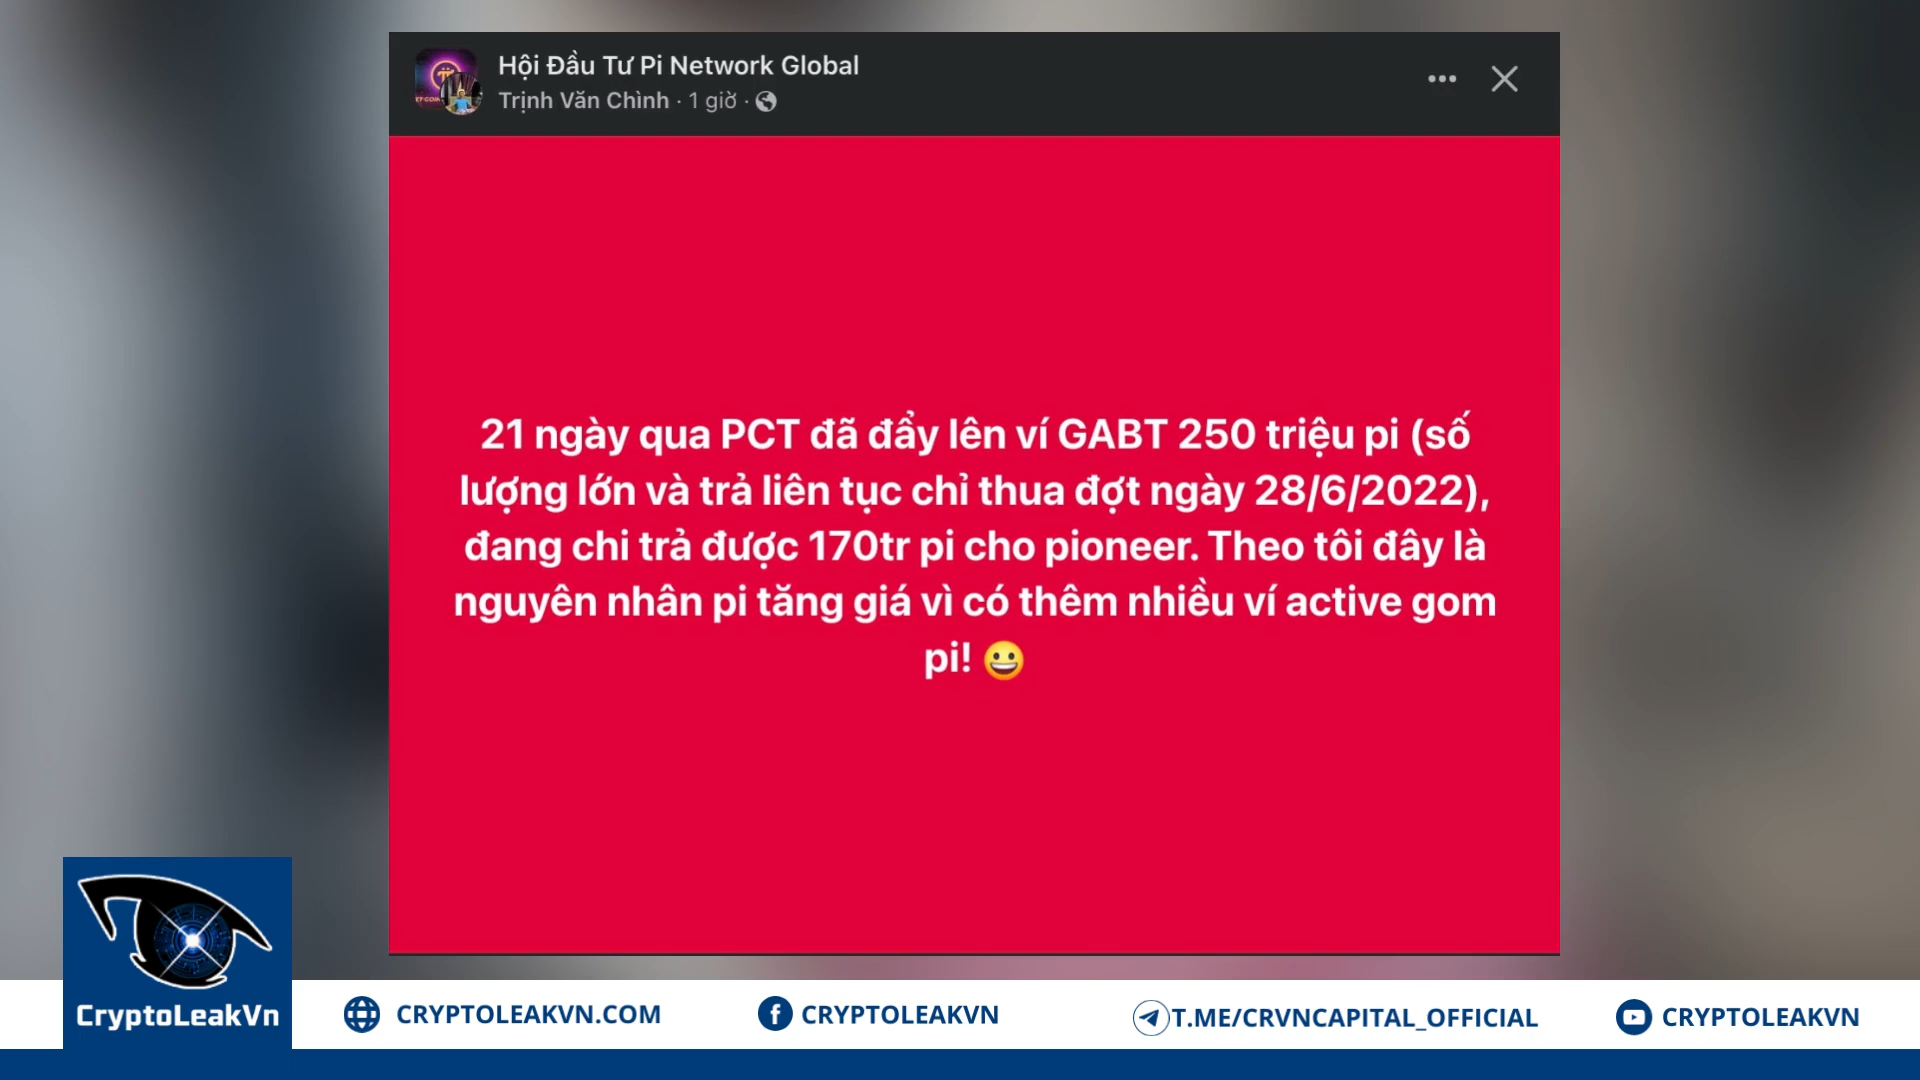 Hội Đầu Tư Pi Network Global
Trịnh Văn Chình · 1 giờ ·
21 ngày qua PCT đã đẩy lên ví GABT 250 triệu pi (số
lượng lớn và trả liên tục chỉ thua đợt ngày 28/6/2022),
đang chi trả được 170tr pi cho pioneer. Theo tôi đây là
nguyên nhân pi tăng giá vì có thêm nhiều ví active gom
pi! 😀
CryptoLeakVn
CRYPTOLEAKVN.COM
CRYPTOLEAKVN
T.ME/CRVNCAPITAL_OFFICIAL
CRYPTOLEAKVN